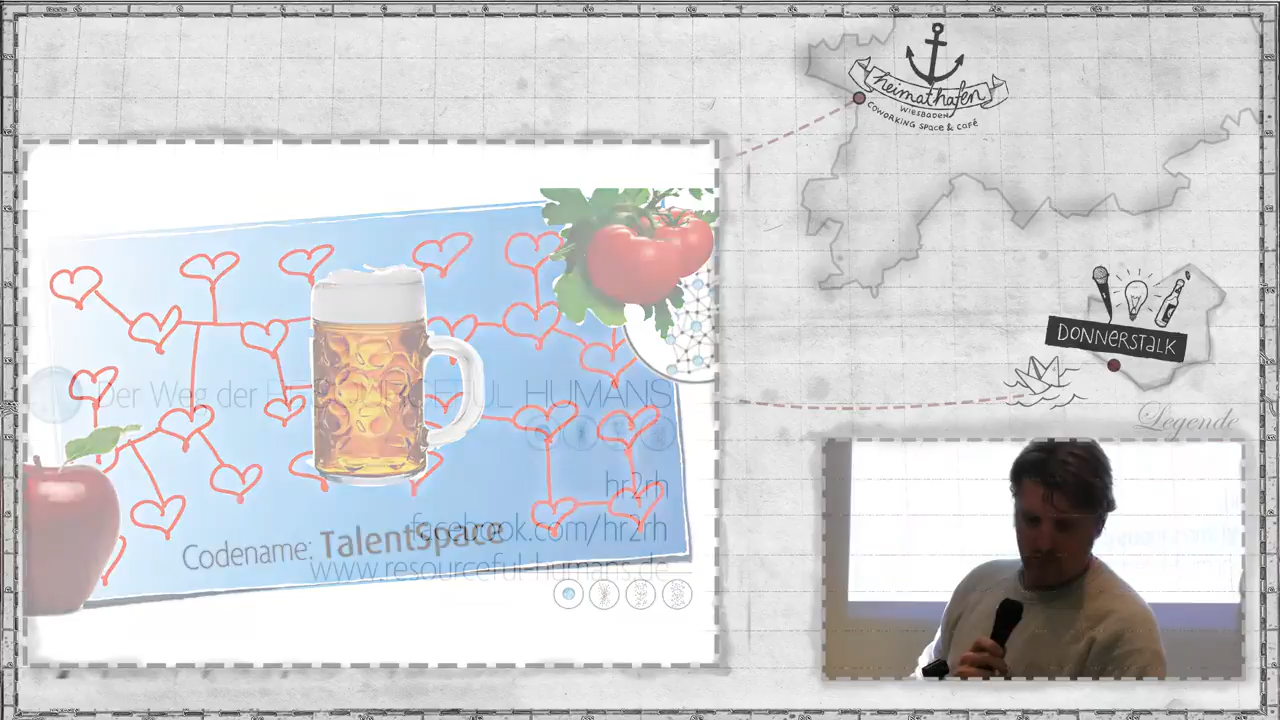 heimathafen
WIESBADEN
COWORKING SPACE & CAFÉ
DONNERSTALK
Legende
Der Weg der RESOURCEFUL HUMANS
hr2rh
Codename: TalentSpace
facebook.com/hr2rh
www.resourceful-humans.de